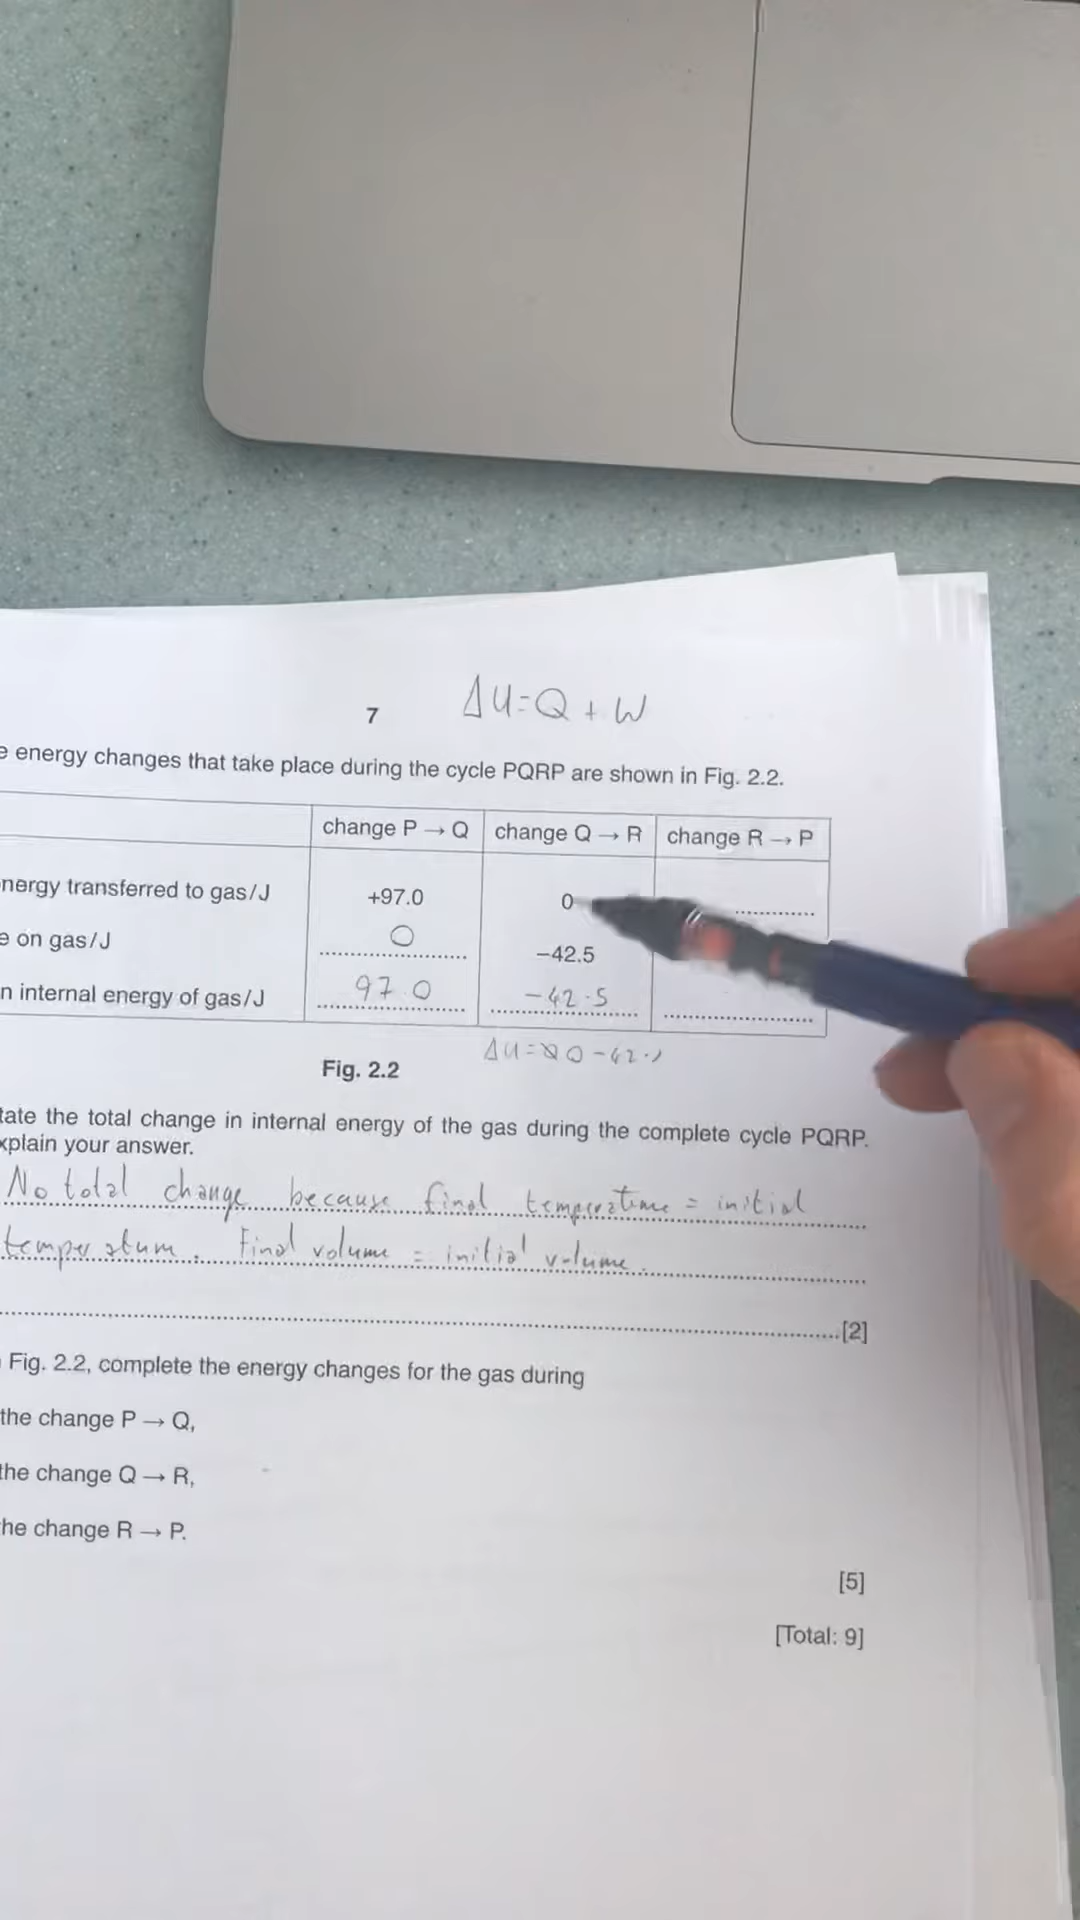 ΔU=Q + W
7
energy changes that take place during the cycle PQRP are shown in Fig. 2.2.
change P → Q change Q → R change R → P
nergy transferred to gas/J +97.0 0 ..............
e on gas/J 0 −42.5
n internal energy of gas/J 97.0 −42.5 ..............
Fig. 2.2
ΔU= 0 −42.
tate the total change in internal energy of the gas during the complete cycle PQRP.
xplain your answer.
No total change because final temperature = initial
temperature. Final volume = initial volume.
[2]
Fig. 2.2, complete the energy changes for the gas during
the change P → Q,
the change Q → R,
he change R → P.
[5]
[Total: 9]